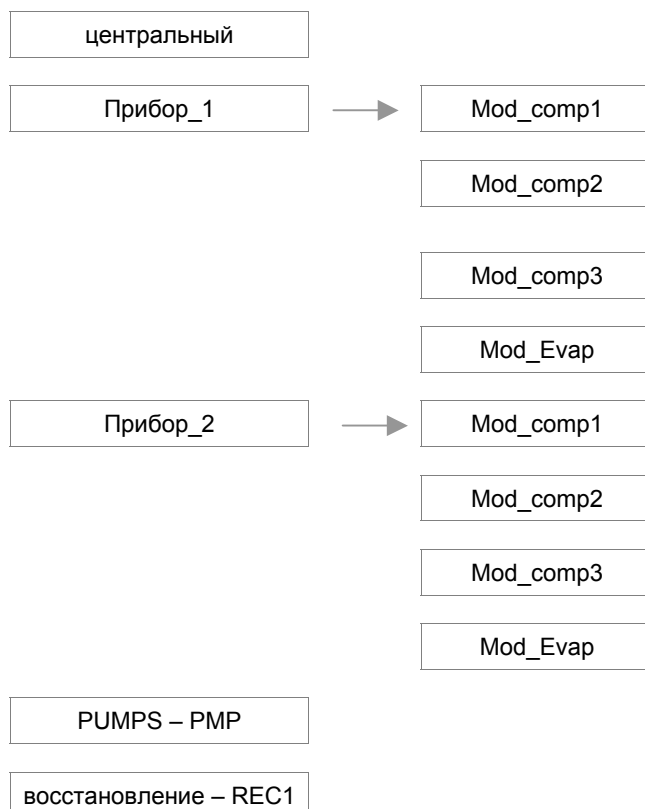 центральный
Прибор_1
Mod_comp1
Mod_comp2
Mod_comp3
Mod_Evap
Прибор_2
Mod_comp1
Mod_comp2
Mod_comp3
Mod_Evap
PUMPS – PMP
восстановление – REC1